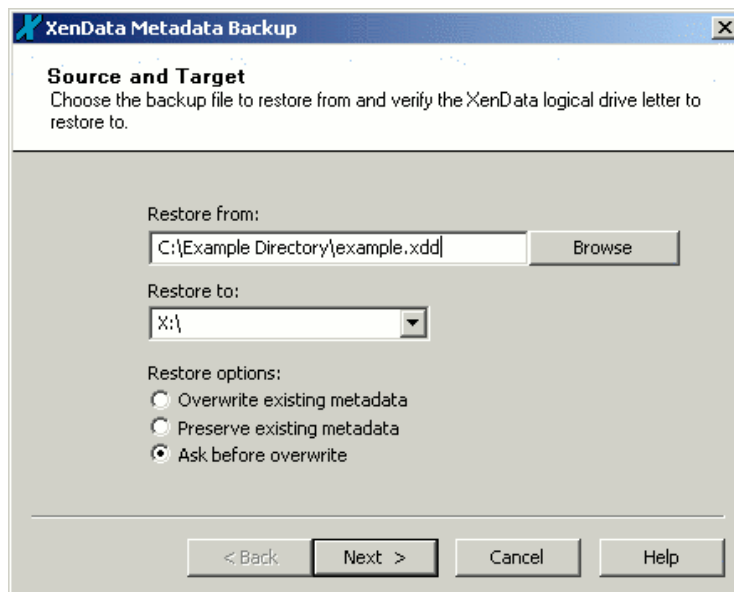 XenData Metadata Backup
Source and Target
Choose the backup file to restore from and verify the XenData logical drive letter to
restore to.
Restore from:
C:\Example Directory\example.xdd
Browse
Restore to:
X:\
Restore options:
Overwrite existing metadata
Preserve existing metadata
Ask before overwrite
< Back
Next >
Cancel
Help